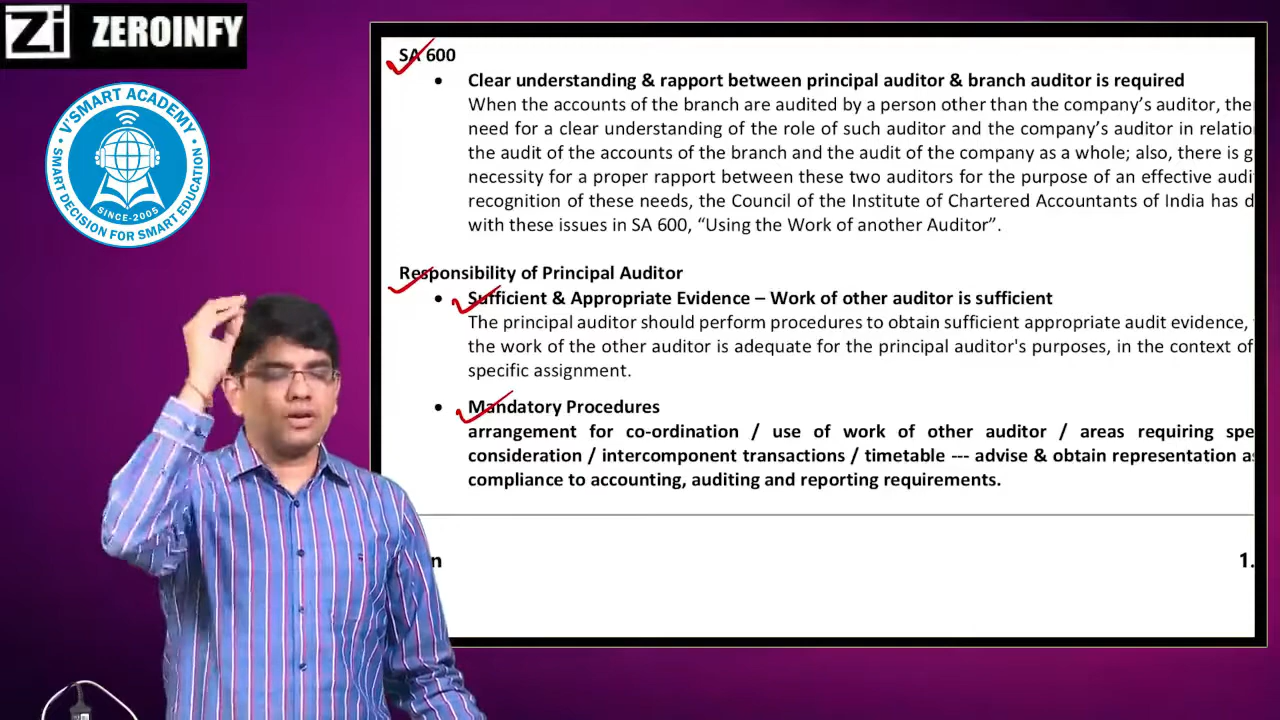 Zi ZEROINFY
V'SMART ACADEMY
SMART DECISION FOR SMART EDUCATION
SINCE-2005
SA 600
• Clear understanding & rapport between principal auditor & branch auditor is required
When the accounts of the branch are audited by a person other than the company's auditor, the
need for a clear understanding of the role of such auditor and the company's auditor in relatio
the audit of the accounts of the branch and the audit of the company as a whole; also, there is g
necessity for a proper rapport between these two auditors for the purpose of an effective audi
recognition of these needs, the Council of the Institute of Chartered Accountants of India has d
with these issues in SA 600, “Using the Work of another Auditor”.
Responsibility of Principal Auditor
• Sufficient & Appropriate Evidence – Work of other auditor is sufficient
The principal auditor should perform procedures to obtain sufficient appropriate audit evidence,
the work of the other auditor is adequate for the principal auditor's purposes, in the context of
specific assignment.
• Mandatory Procedures
arrangement for co-ordination / use of work of other auditor / areas requiring spe
consideration / intercomponent transactions / timetable --- advise & obtain representation as
compliance to accounting, auditing and reporting requirements.
n
1.